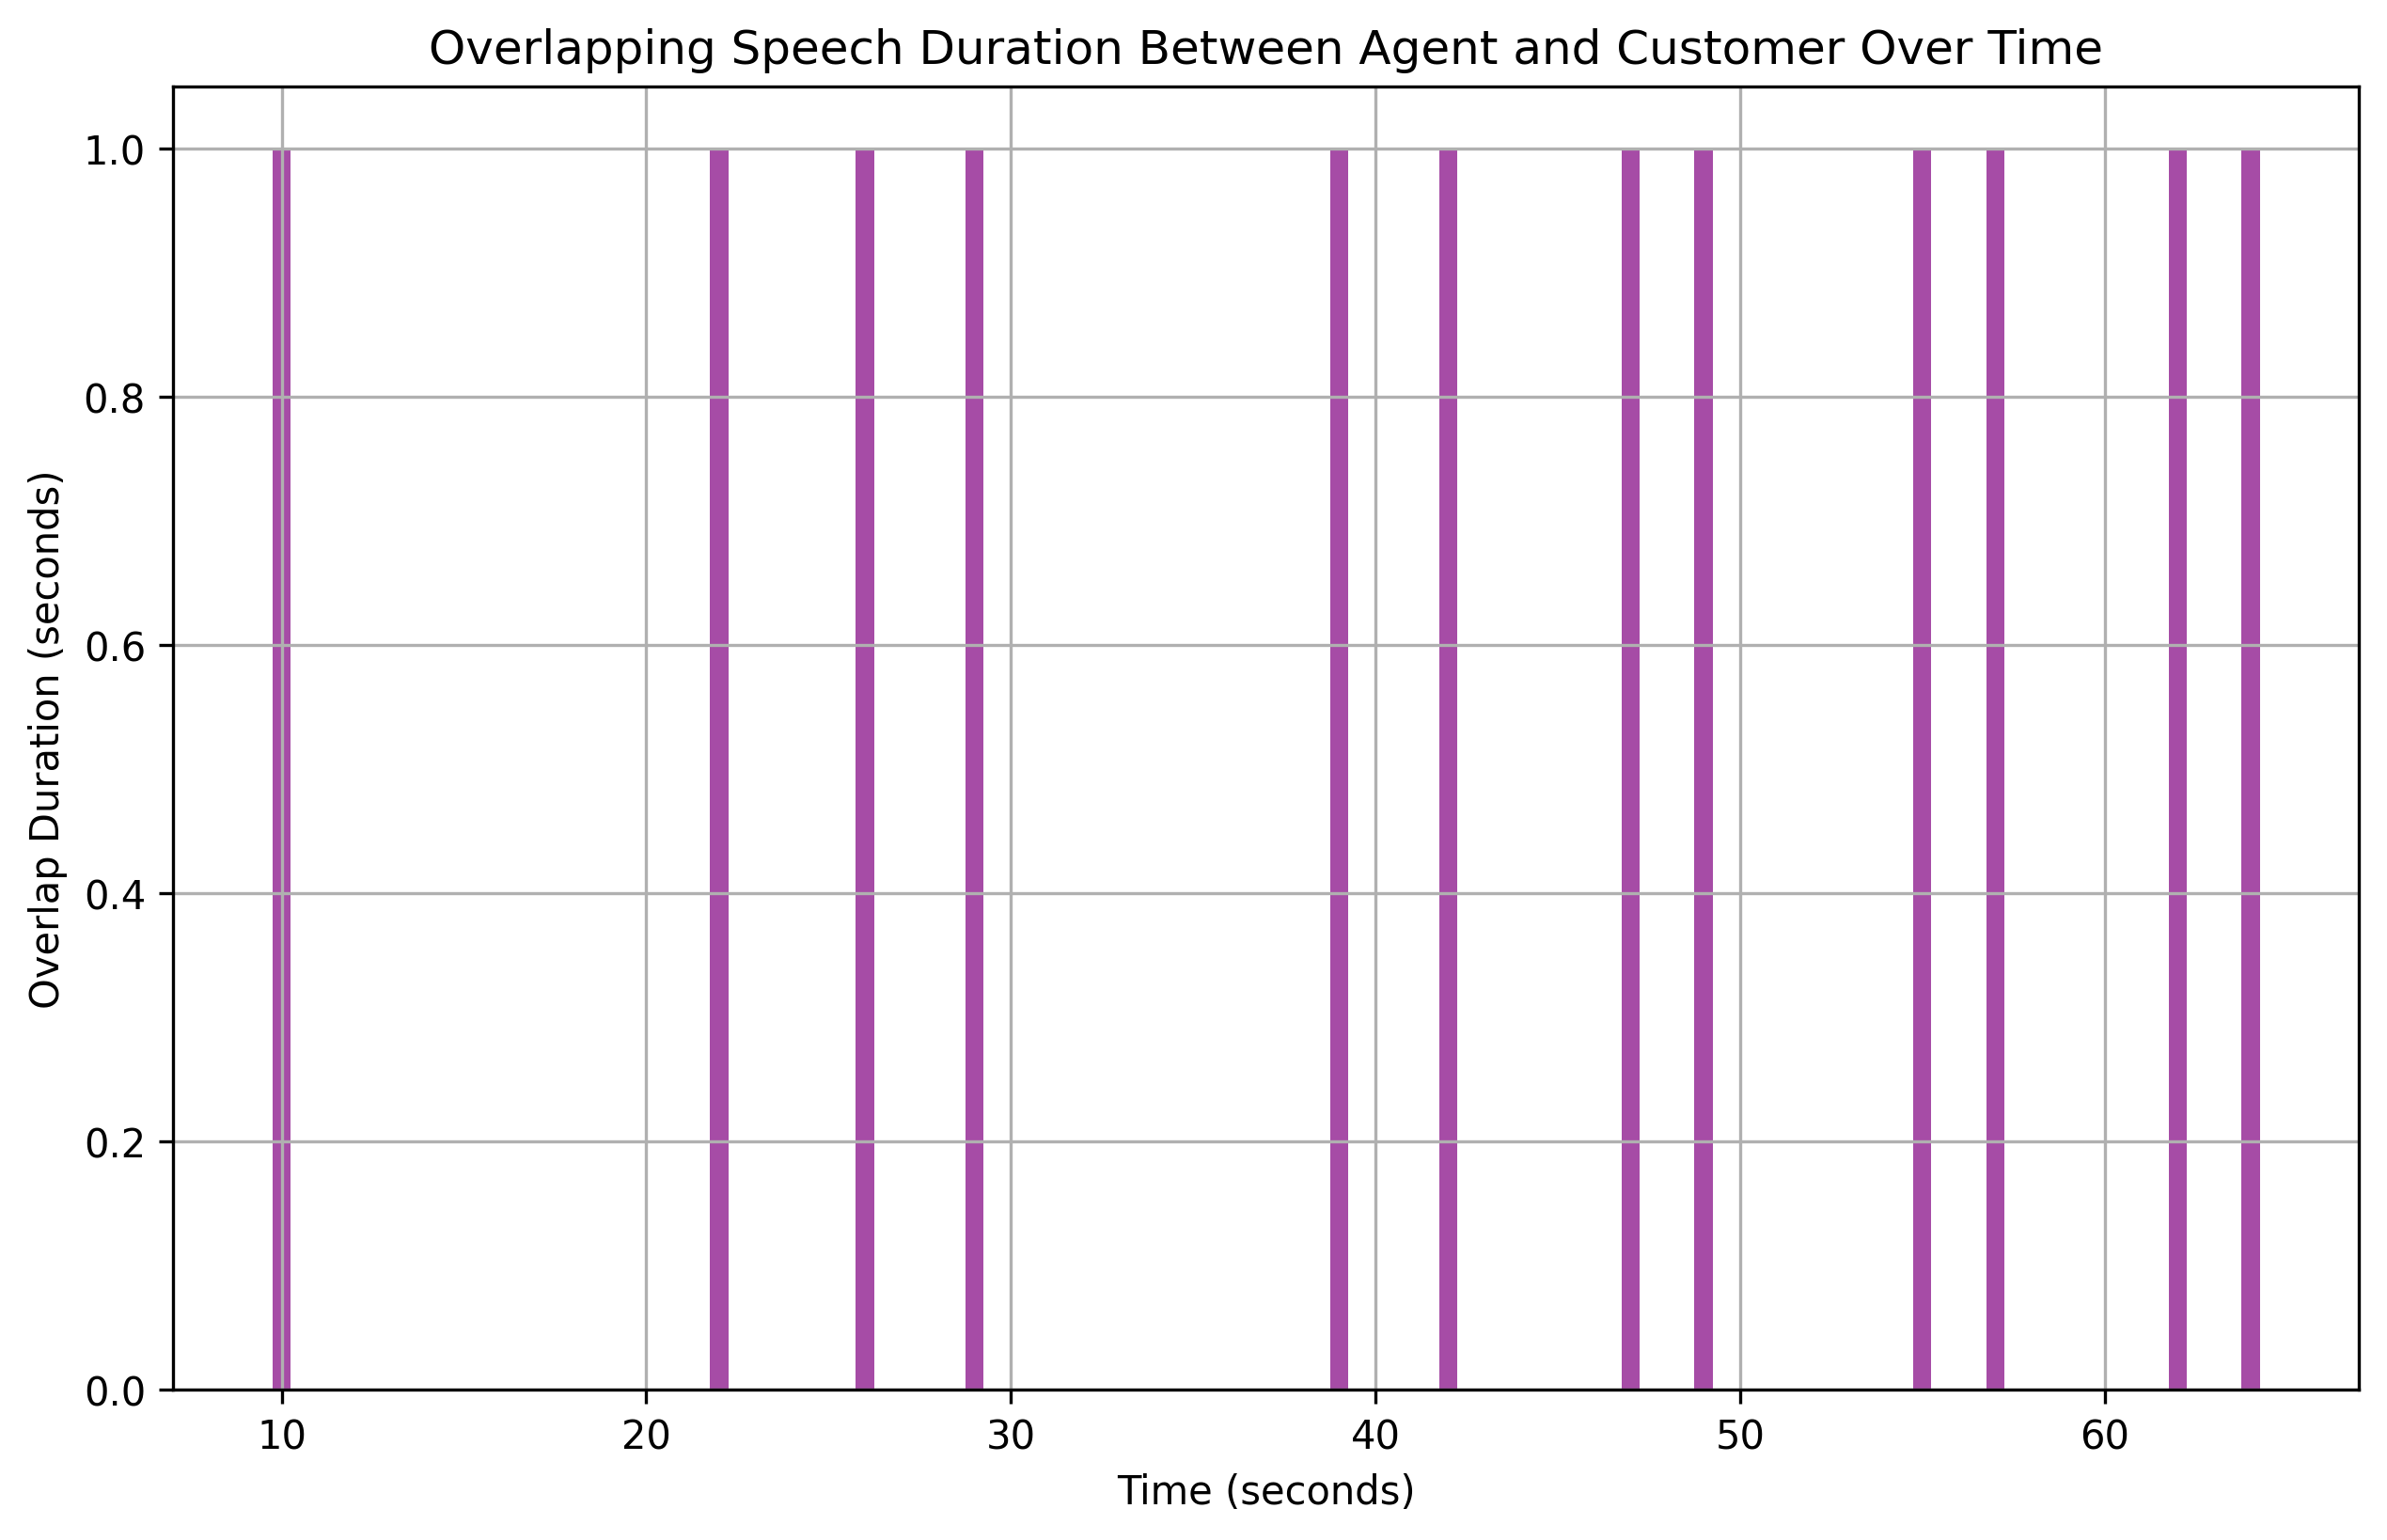 Overlapping Speech Duration Between Agent and Customer Over Time
Overlap Duration (seconds)
1.0
0.8
0.6
0.4
0.2
0.0
10 20 30 40 50 60
Time (seconds)